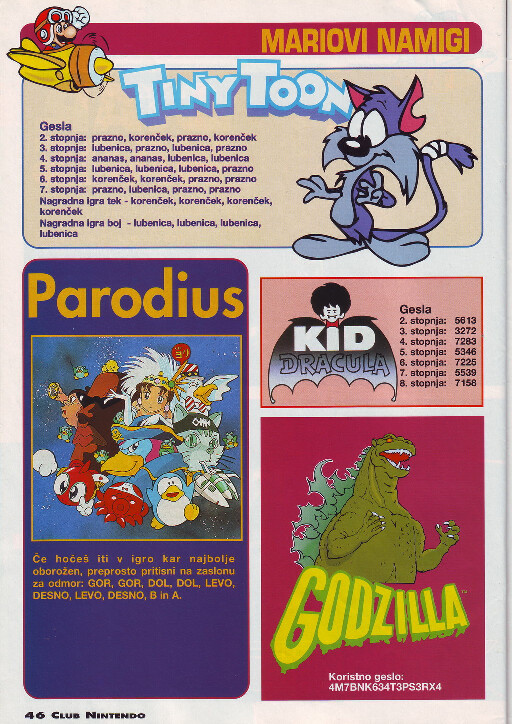 MARIOVI NAMIGI
TINY TOON
Gesla
2. stopnja: prazno, korenček, prazno, korenček
3. stopnja: lubenica, prazno, lubenica, prazno
4. stopnja: ananas, ananas, lubenica, lubenica
5. stopnja: lubenica, lubenica, lubenica, prazno
6. stopnja: korenček, korenček, prazno, prazno
7. stopnja: prazno, lubenica, prazno, prazno
Nagradna igra tek - korenček, korenček, korenček,
korenček
Nagradna igra boj - lubenica, lubenica, lubenica,
lubenica
Parodius
Če hočeš iti v igro kar najbolje
oborožen, preprosto pritisni na zaslonu
za odmor: GOR, GOR, DOL, DOL, LEVO,
DESNO, LEVO, DESNO, B in A.
KID
DRACULA
Gesla
2. stopnja: 5613
3. stopnja: 3272
4. stopnja: 7283
5. stopnja: 5346
6. stopnja: 7225
7. stopnja: 5539
8. stopnja: 7158
GODZILLA
Koristno geslo:
4M7BNK634T3PS3RX4
46 CLUB NINTENDO